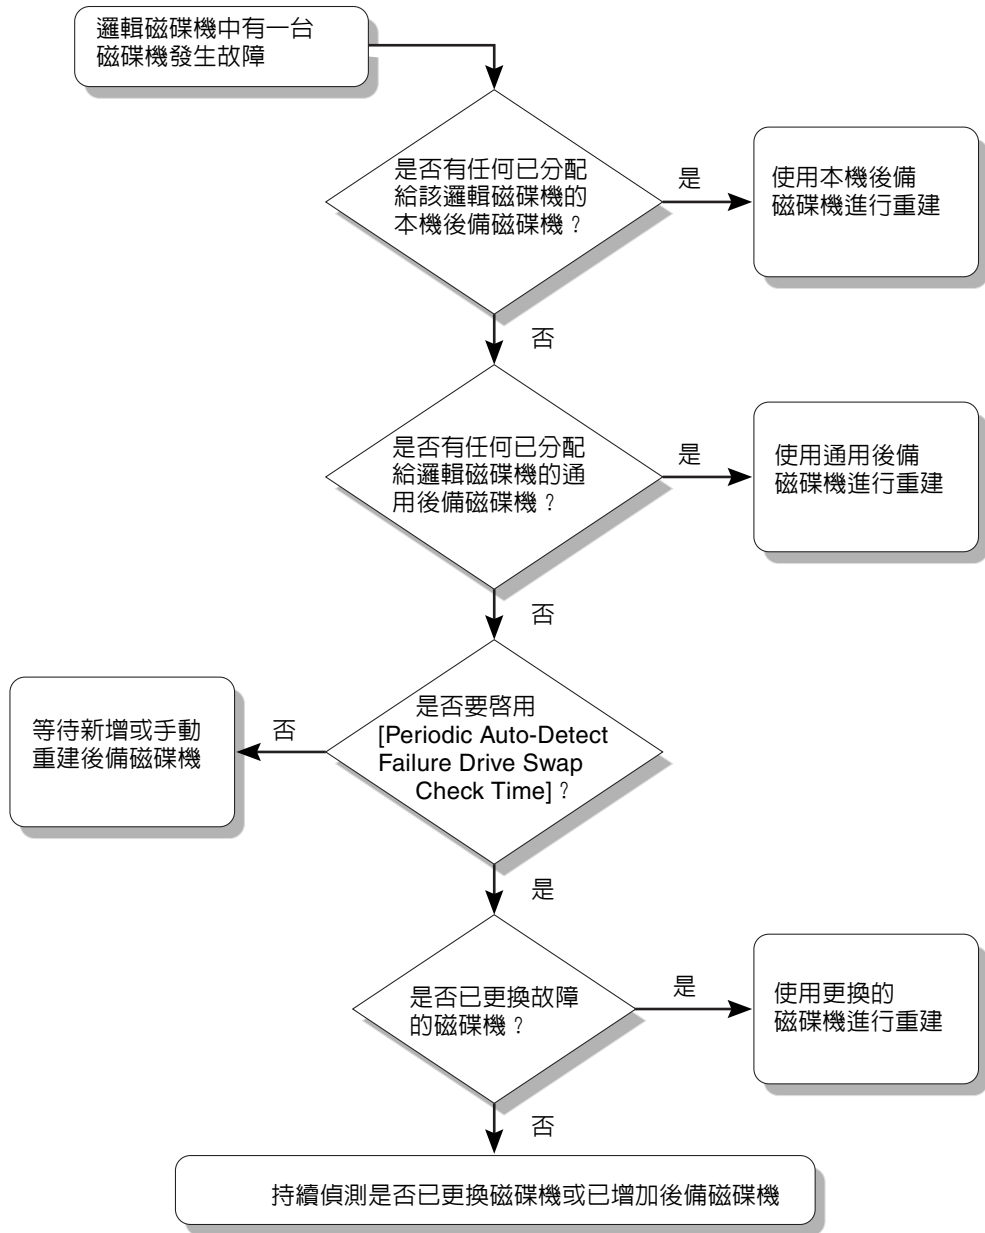 邏輯磁碟機中有一台
磁碟機發生故障
是否有任何已分配
給該邏輯磁碟機的
本機後備磁碟機？
是
使用本機後備
磁碟機進行重建
否
是否有任何已分配
給邏輯磁碟機的通
用後備磁碟機？
是
使用通用後備
磁碟機進行重建
否
是否要啓用
[Periodic Auto-Detect
Failure Drive Swap
Check Time]？
否
等待新增或手動
重建後備磁碟機
是
是否已更換故障
的磁碟機？
是
使用更換的
磁碟機進行重建
否
持續偵測是否已更換磁碟機或已增加後備磁碟機